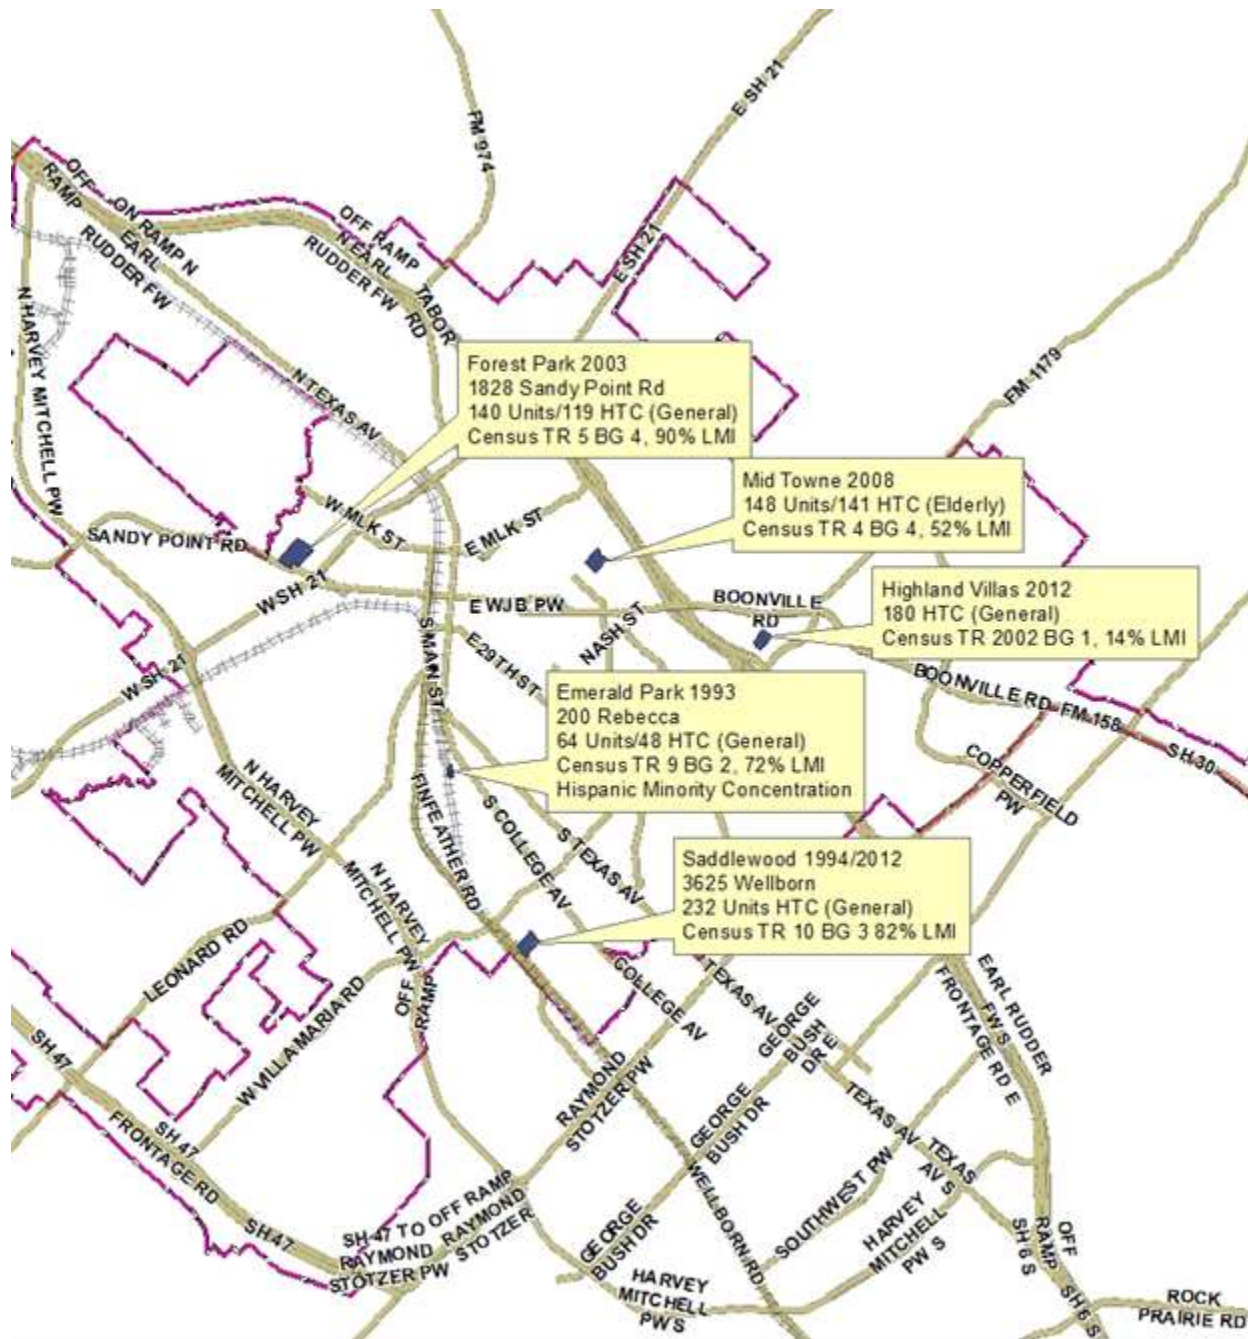 E SH 21
FM 974
OFF
RAMP
ON RAMP N
EARL
RUDDER FW
OFF RAMP
N EARL
RUDDER FW
RD
TABOR
E SH 21
N HARVEY MITCHELL PW
N TEXAS AV
FM 1179
Forest Park 2003
1828 Sandy Point Rd
140 Units/119 HTC (General)
Census TR 5 BG 4, 90% LMI
Mid Towne 2008
148 Units/141 HTC (Elderly)
Census TR 4 BG 4, 52% LMI
W MLK ST
E MLK ST
SANDY POINT RD
W SH 21
E WJB PW
BOONVILLE
RD
Highland Villas 2012
180 HTC (General)
Census TR 2002 BG 1, 14% LMI
NASH ST
S MAIN ST
E 29TH ST
W SH 21
BOONVILLE RD
FM 158
SH 30
Emerald Park 1993
200 Rebecca
64 Units/48 HTC (General)
Census TR 9 BG 2, 72% LMI
Hispanic Minority Concentration
COPPERFIELD
PW
N HARVEY
MITCHELL PW
FINFEATHER RD
S COLLEGE AV
S TEXAS AV
Saddlewood 1994/2012
3625 Wellborn
232 Units HTC (General)
Census TR 10 BG 3 82% LMI
N HARVEY
MITCHELL PW
OFF
RAMP
LEONARD RD
W VILLA MARIA RD
COLLEGE AV
TEXAS AV
GEORGE
BUSH
DR E
EARL RUDDER
FW S
FRONTAGE RD E
SH 47
FRONTAGE RD
SH 47
SH 47
RAYMOND
STOTZER PW
GEORGE
BUSH DR
TEXAS AV
TEXAS
AV S
WELLBORN RD
SOUTHWEST PW
HARVEY
MITCHELL
PW S
SH 47 TO OFF RAMP
RAYMOND
STOTZER PW
RAYMOND
STOTZER
GEORGE
BUSH DR
HARVEY
MITCHELL
PW S
SH 6 S
OFF
RAMP
SH 6 S
ROCK
PRAIRIE RD